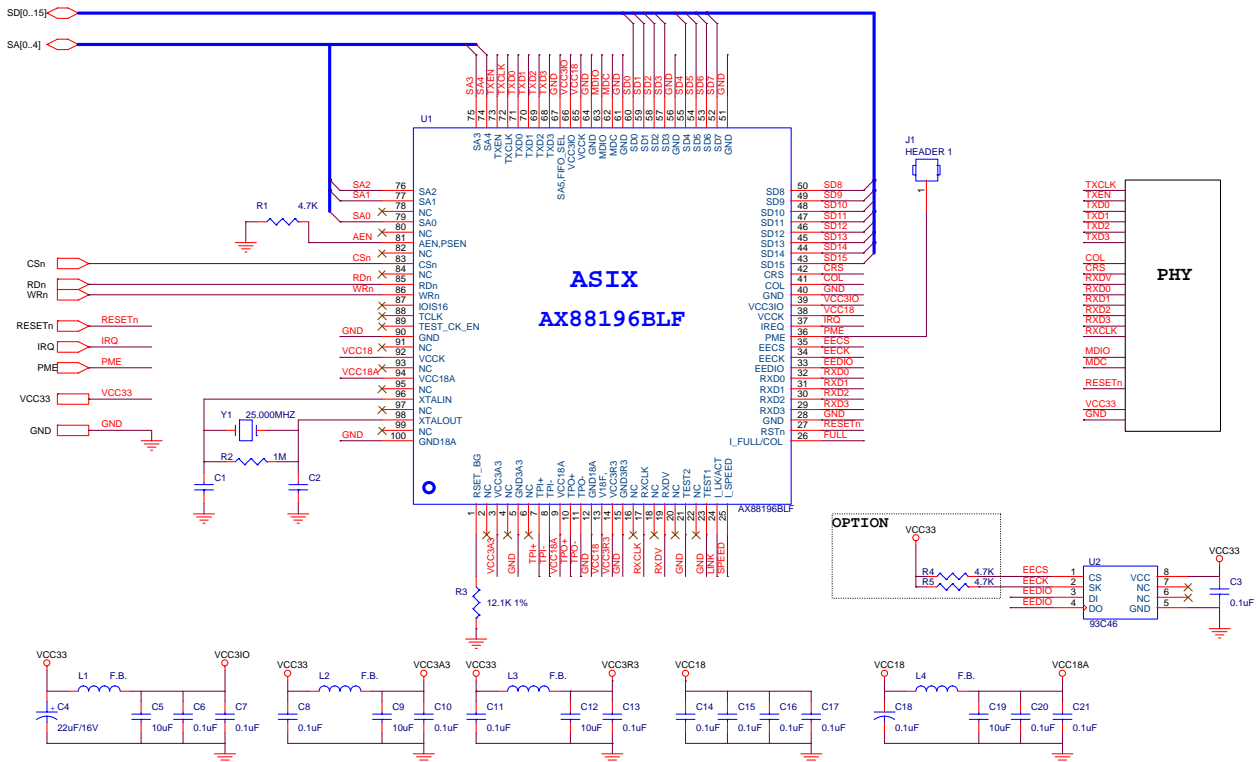 SD[0..15]
SA[0..4]
SA3
SA4
TXEN
TXCLK
TXD0
TXD1
TXD2
TXD3
GND
VCC3IO
VCC18
GND
MDIO
MDC
GND
SD0
SD1
SD2
SD3
GND
SD4
SD5
SD6
SD7
GND
75
74
73
72
71
70
69
68
67
66
65
64
63
62
61
60
59
58
57
56
55
54
53
52
51
U1
SA3
SA4
TXEN
TXCLK
TXD0
TXD1
TXD2
TXD3
SA5,FIFO_SEL
VCC3IO
VCCK
GND
MDIO
MDC
GND
SD0
SD1
SD2
SD3
GND
SD4
SD5
SD6
SD7
GND
J1
HEADER 1
1
SA2 76 SA2
SA1 77 SA1
78 NC
SA0 79 SA0
80 NC
AEN 81 AEN,PSEN
82 NC
CSn 83 CSn
84 NC
RDn 85 RDn
WRn 86 WRn
87 IOIS16
88 TCLK
89 TEST_CK_EN
GND 90 GND
91 NC
VCC18 92 VCCK
93 NC
VCC18A 94 VCC18A
95 NC
96 XTALIN
97 NC
98 XTALOUT
99 NC
GND 100 GND18A
R1 4.7K
CSn
RDn
WRn
RESETn RESETn
IRQ IRQ
PME PME
VCC33 VCC33
GND GND
Y1 25.000MHZ
R2 1M
C1 C2
ASIX
AX88196BLF
SD8 50 SD8
SD9 49 SD9
SD10 48 SD10
SD11 47 SD11
SD12 46 SD12
SD13 45 SD13
SD14 44 SD14
SD15 43 SD15
CRS 42 CRS
COL 41 COL
GND 40 GND
VCC3IO 39 VCC3IO
VCCK 38 VCC18
IREQ 37 IRQ
PME 36 PME
EECS 35 EECS
EECK 34 EECK
EEDIO 33 EEDIO
RXD0 32 RXD0
RXD1 31 RXD1
RXD2 30 RXD2
RXD3 29 RXD3
GND 28 GND
RSTn 27 RESETn
I_FULL/COL 26 FULL
TXCLK
TXEN
TXD0
TXD1
TXD2
TXD3
COL
CRS
RXDV
RXD0
RXD1
RXD2
RXD3
RXCLK
MDIO
MDC
RESETn
VCC33
GND
PHY
RSET_BG
NC
VCC3A3
NC
GND3A3
NC
TPI+
TPI-
VCC18A
TPO+
TPO-
GND18A
V18F
VCC3R3
GND3R3
NC
RXCLK
NC
RXDV
NC
TEST2
NC
TEST1
I_LK/ACT
I_SPEED
AX88196BLF
1
2
3
4
5
6
7
8
9
10
11
12
13
14
15
16
17
18
19
20
21
22
23
24
25
VCC3A3
GND
TPI+
TPI-
VCC18A
TPO+
TPO-
GND
VCC18
VCC3R3
GND
RXCLK
RXDV
GND
GND
LINK
SPEED
R3
12.1K 1%
OPTION
VCC33
R4 4.7K
R5 4.7K
EECS
EECK
EEDIO
EEDIO
U2
1 CS VCC 8
2 SK NC 7
3 DI NC 6
4 DO GND 5
93C46
VCC33
C3
0.1uF
VCC33 L1 F.B. VCC3IO
C4 C5 C6 C7
22uF/16V 10uF 0.1uF 0.1uF
VCC33 L2 F.B. VCC3A3
C8 C9 C10
0.1uF 10uF 0.1uF
VCC33 L3 F.B. VCC3R3
C11 C12 C13
0.1uF 10uF 0.1uF
VCC18
C14 C15 C16 C17
0.1uF 0.1uF 0.1uF 0.1uF
VCC18 L4 F.B. VCC18A
C18 C19 C20 C21
0.1uF 10uF 0.1uF 0.1uF